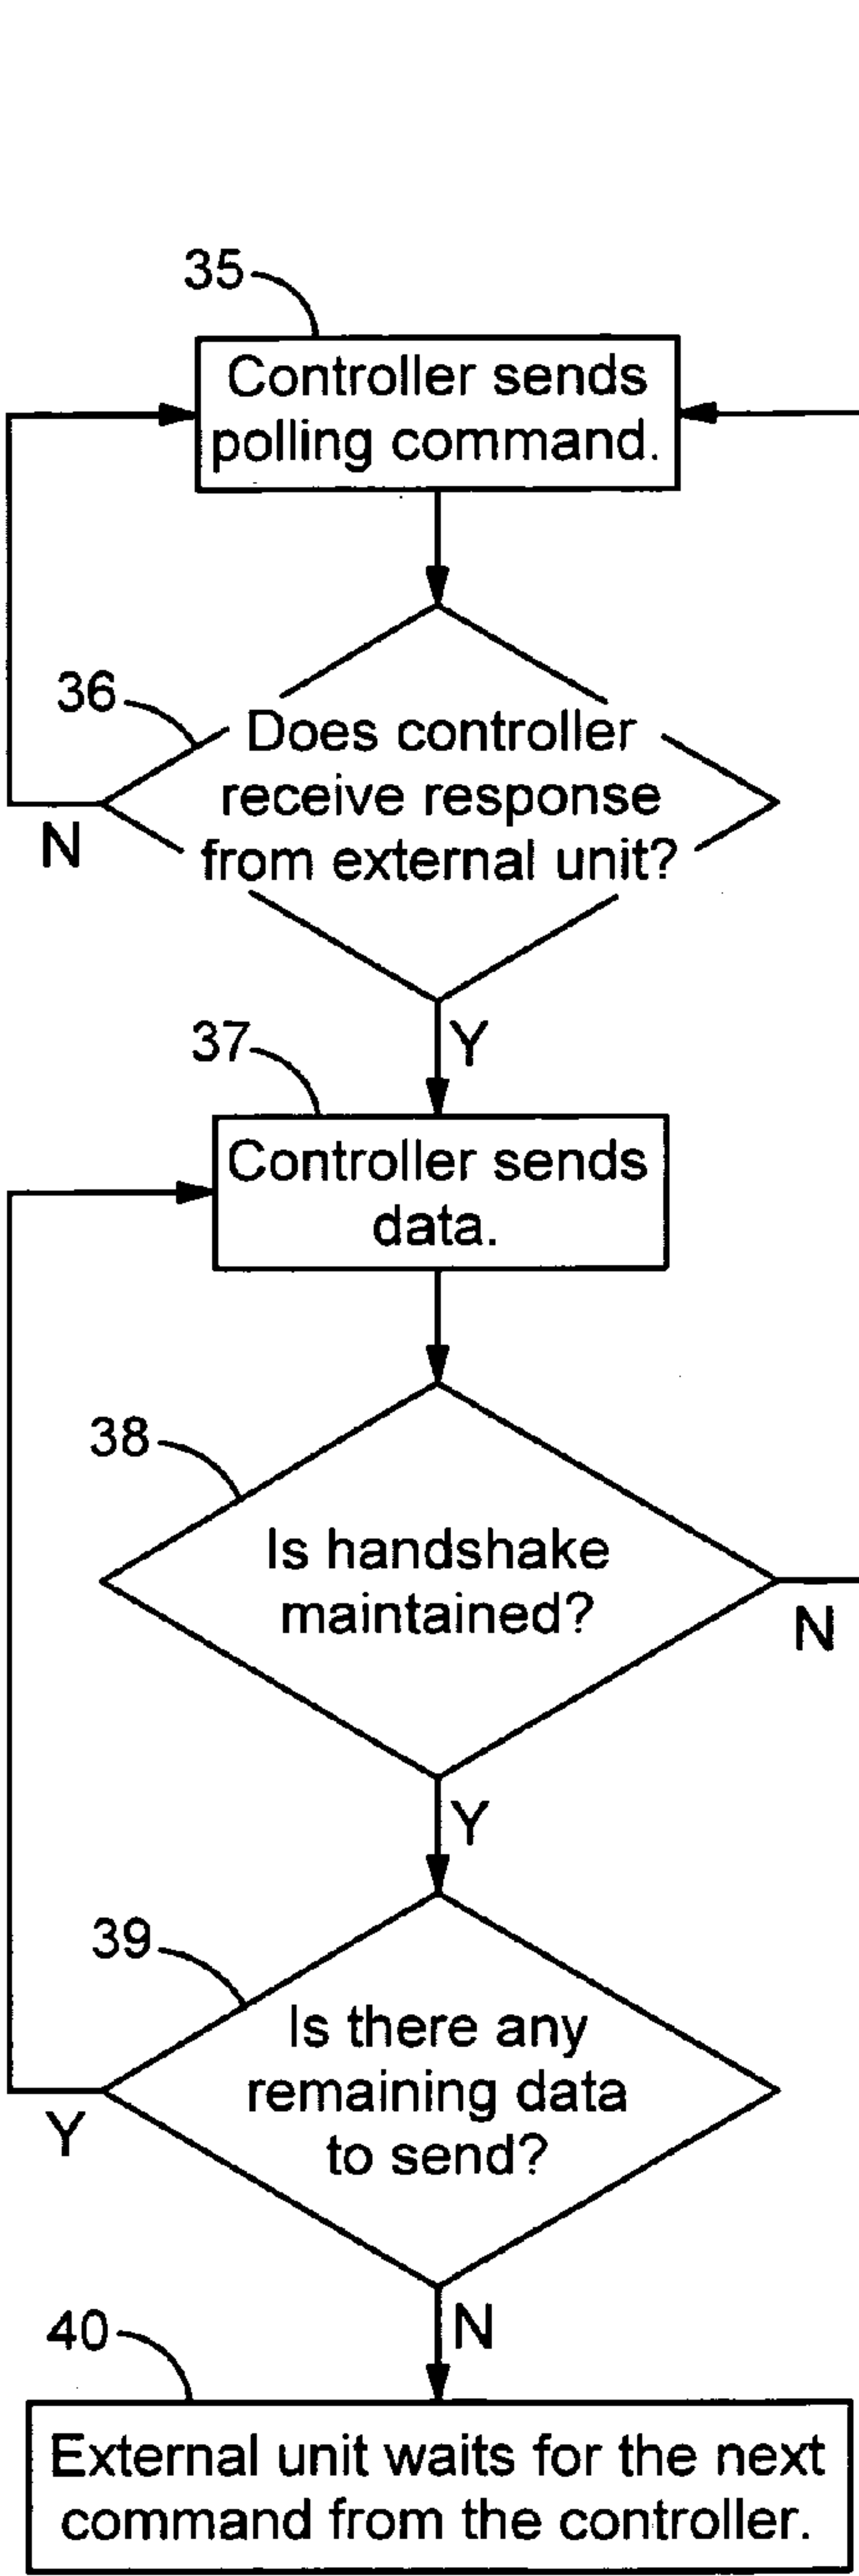 35
Controller sends
polling command.
36
Does controller
receive response
from external unit?
N
Y
37
Controller sends
data.
38
Is handshake
maintained?
N
Y
39
Is there any
remaining data
to send?
Y
N
40
External unit waits for the next
command from the controller.